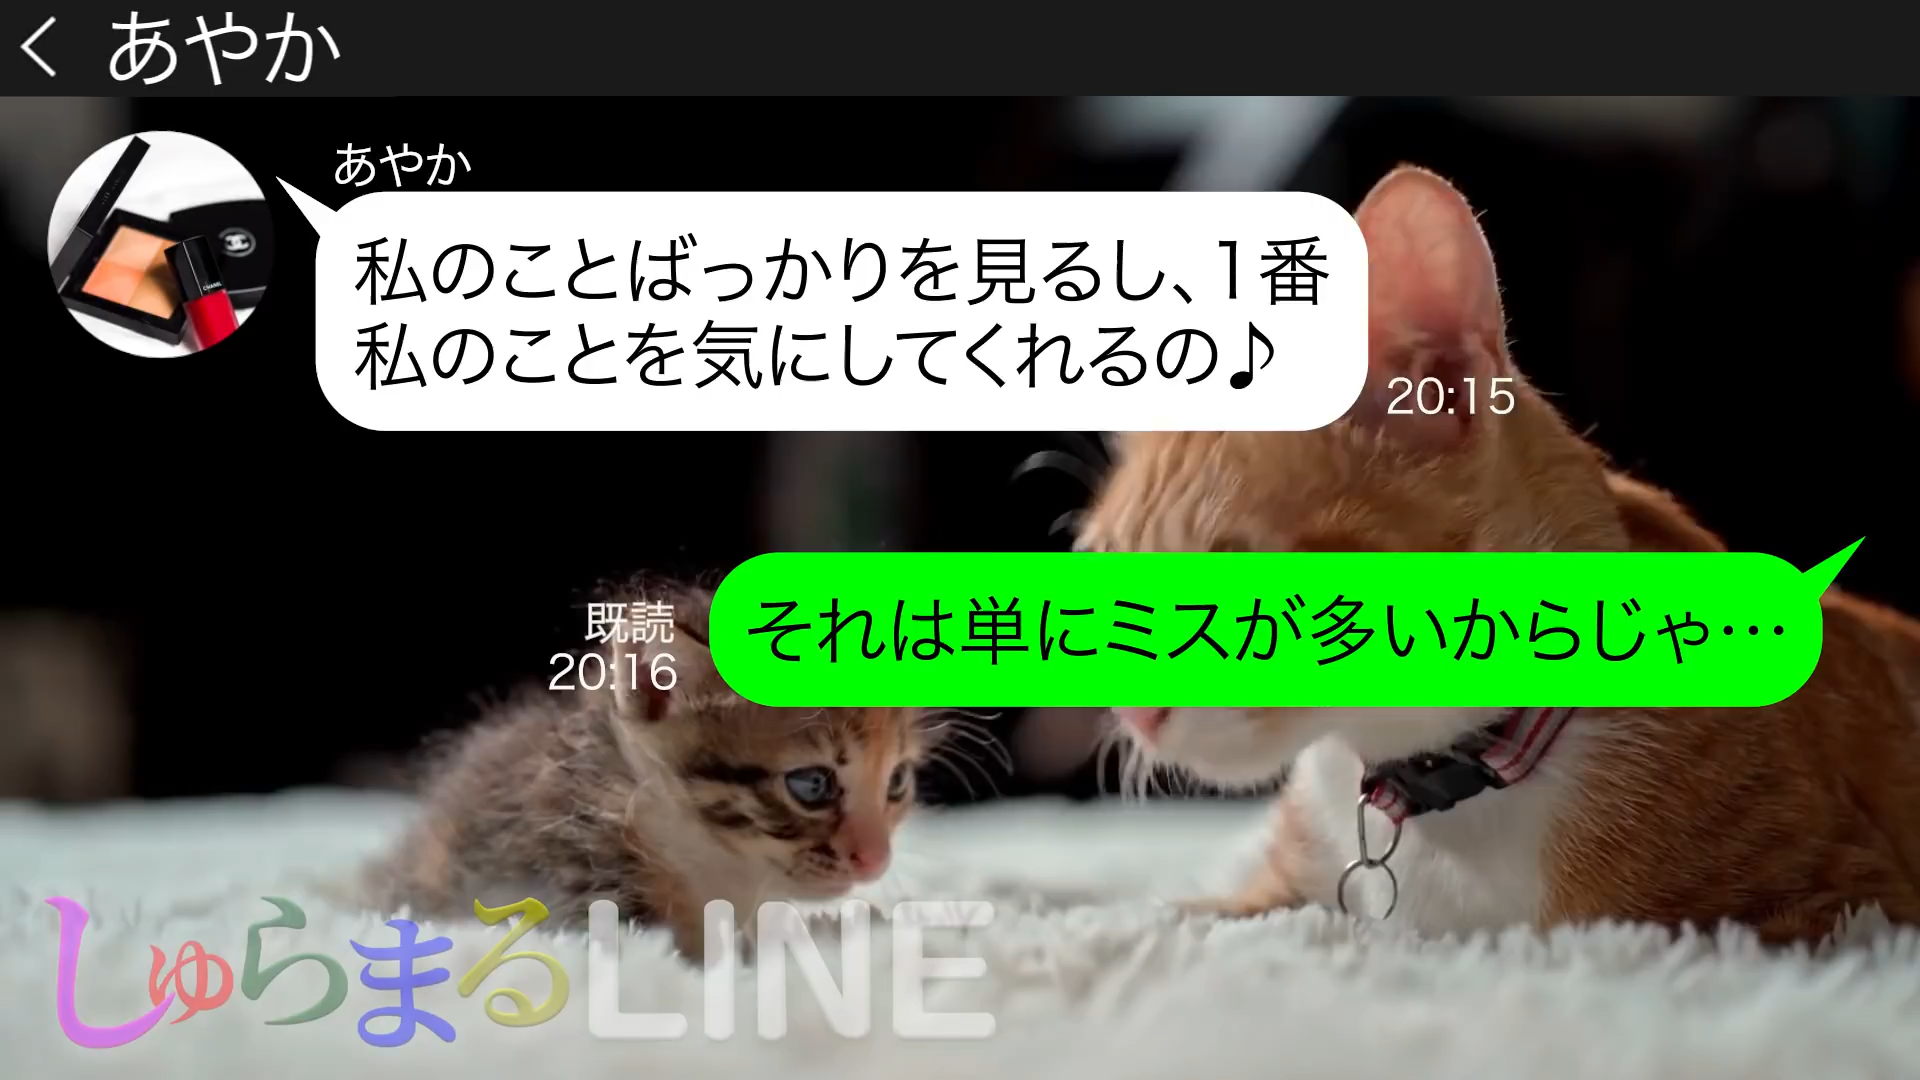 あやか
あやか
私のことばっかりを見るし、1番
私のことを気にしてくれるの♪
20:15
それは単にミスが多いからじゃ…
既読
20:16
しゅらまるLINE
CHANEL